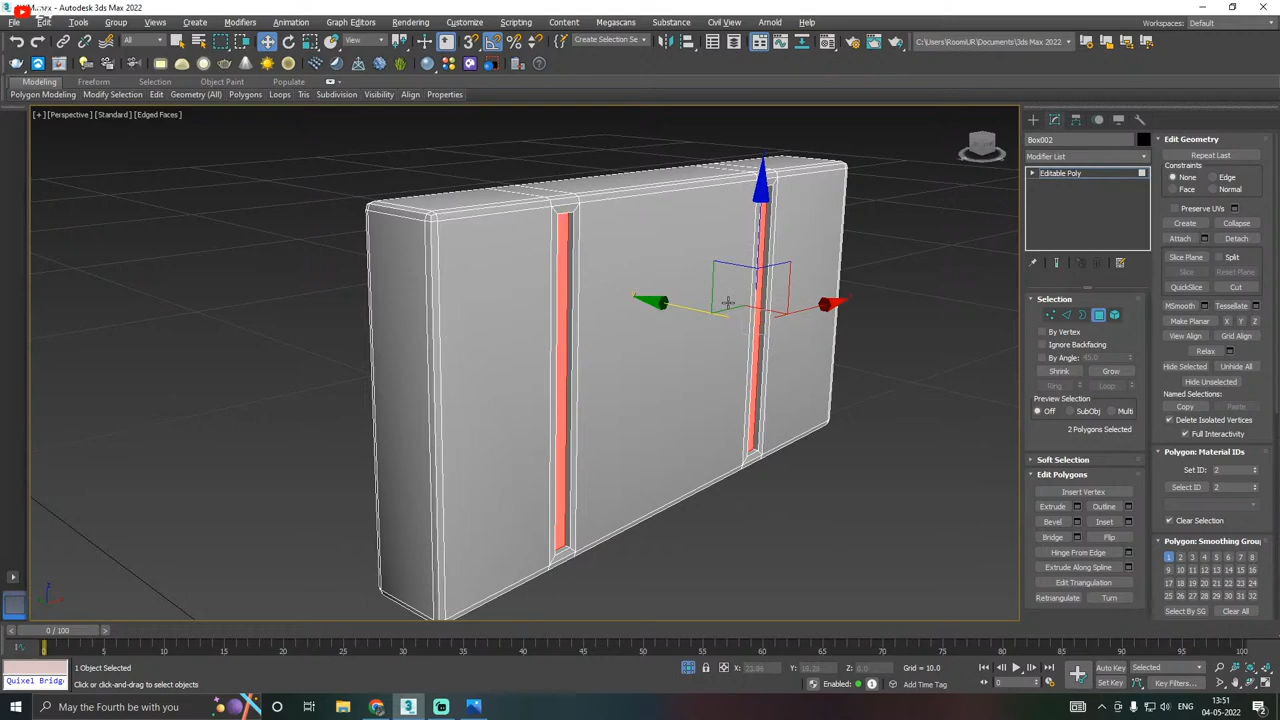 .max - Autodesk 3ds Max 2022
File Edit Tools Group Views Create Modifiers Animation Graph Editors Rendering Customize Scripting Content Megascans Substance Civil View Arnold Help
Workspaces: Default
All View Create Selection Se C:\Users\RoomUR\Documents\3ds Max 2022
Modeling Freeform Selection Object Paint Populate
Polygon Modeling Modify Selection Edit Geometry (All) Polygons Loops Tris Subdivision Visibility Align Properties
[+] [Perspective] [Standard] [Edged Faces]
Box002
Modifier List
Editable Poly
Selection
By Vertex
Ignore Backfacing
By Angle: 45.0
Shrink Grow
Ring Loop
Preview Selection
Off SubObj Multi
2 Polygons Selected
Soft Selection
Edit Polygons
Insert Vertex
Extrude Outline
Bevel Inset
Bridge Flip
Hinge From Edge
Extrude Along Spline
Edit Triangulation
Retriangulate Turn
Edit Geometry
Repeat Last
Constraints
None Edge
Face Normal
Preserve UVs
Create Collapse
Attach Detach
Slice Plane Split
Slice Reset Plane
QuickSlice Cut
MSmooth Tessellate
Make Planar X Y Z
View Align Grid Align
Relax
Hide Selected Unhide All
Hide Unselected
Named Selections:
Copy Paste
Delete Isolated Vertices
Full Interactivity
Polygon: Material IDs
Set ID: 2
Select ID 2
Clear Selection
Polygon: Smoothing Grou
1 2 3 4 5 6 7 8
9 10 11 12 13 14 15 16
17 18 19 20 21 22 23 24
25 26 27 28 29 30 31 32
Select By SG Clear All
0 / 100
0 5 10 15 20 25 30 35 40 45 50 55 60 65 70 75 80 85 90 95 100
1 Object Selected
Quixel Bridg
Click or click-and-drag to select objects
X: Y: Z: Grid = 10.0
Enabled: 1 Add Time Tag
0
Auto Key Selected
Set Key Key Filters...
May the Fourth be with you
ENG
13:51
04-05-2022
2